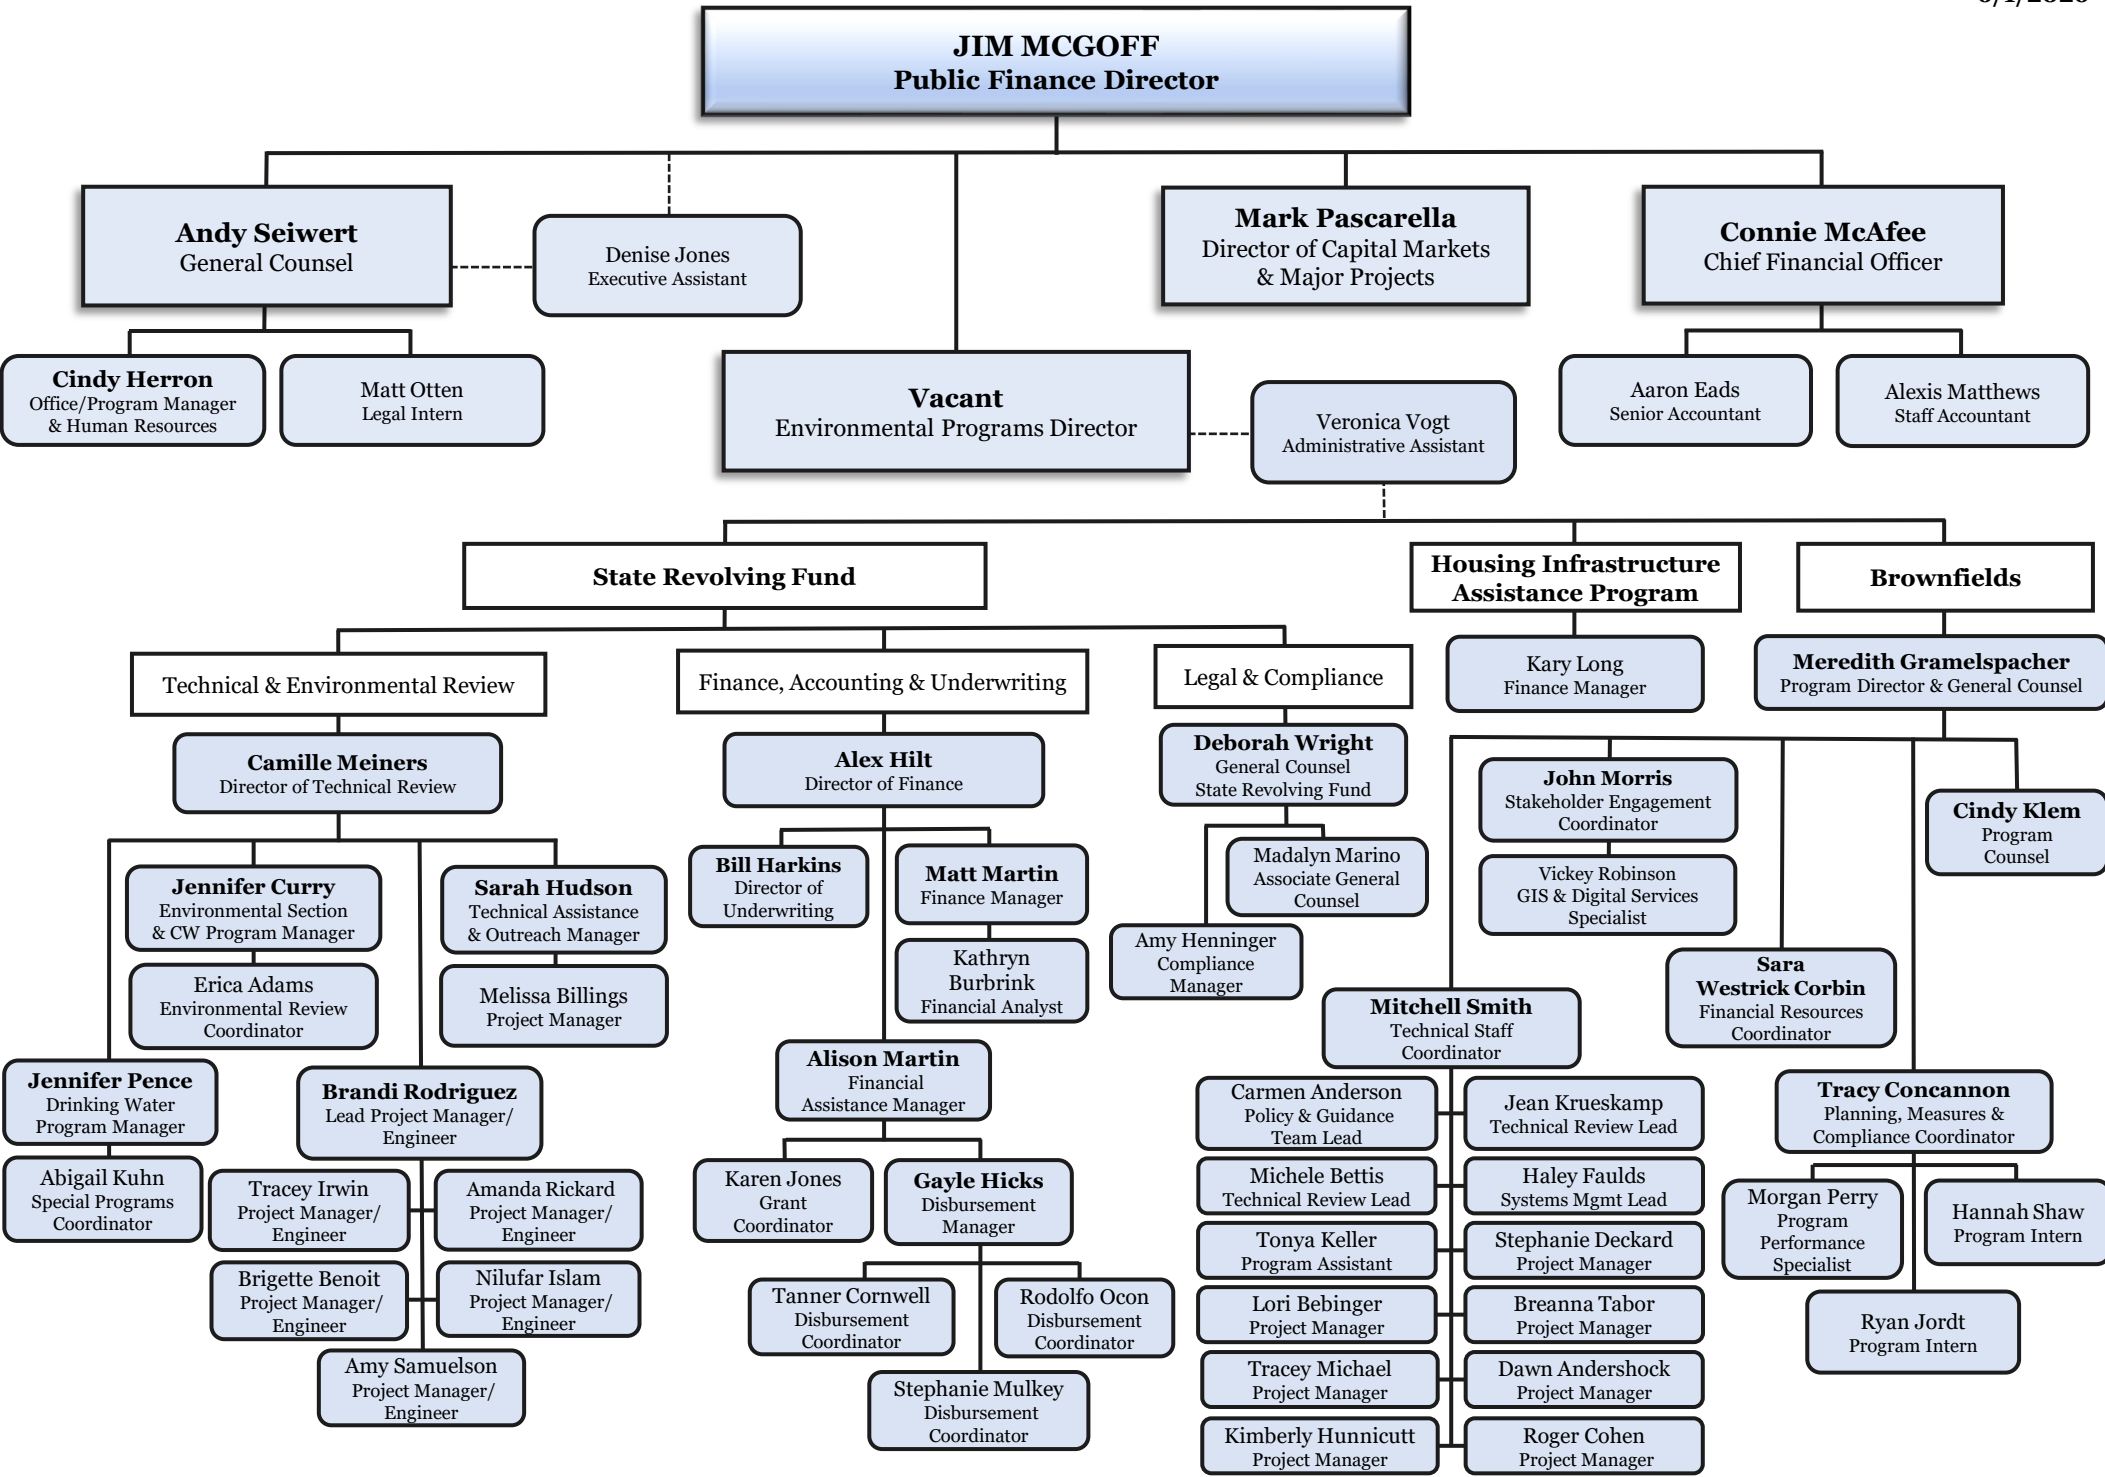 JIM MCGOFF
Public Finance Director
Andy Seiwert
General Counsel
Denise Jones
Executive Assistant
Mark Pascarella
Director of Capital Markets
& Major Projects
Connie McAfee
Chief Financial Officer
Cindy Herron
Office/Program Manager
& Human Resources
Matt Otten
Legal Intern
Vacant
Environmental Programs Director
Veronica Vogt
Administrative Assistant
Aaron Eads
Senior Accountant
Alexis Matthews
Staff Accountant
State Revolving Fund
Housing Infrastructure
Assistance Program
Brownfields
Technical & Environmental Review
Finance, Accounting & Underwriting
Legal & Compliance
Kary Long
Finance Manager
Meredith Gramelspacher
Program Director & General Counsel
Camille Meiners
Director of Technical Review
Alex Hilt
Director of Finance
Deborah Wright
General Counsel
State Revolving Fund
John Morris
Stakeholder Engagement
Coordinator
Cindy Klem
Program
Counsel
Jennifer Curry
Environmental Section
& CW Program Manager
Sarah Hudson
Technical Assistance
& Outreach Manager
Bill Harkins
Director of
Underwriting
Matt Martin
Finance Manager
Madalyn Marino
Associate General
Counsel
Vickey Robinson
GIS & Digital Services
Specialist
Erica Adams
Environmental Review
Coordinator
Melissa Billings
Project Manager
Kathryn
Burbrink
Financial Analyst
Amy Henninger
Compliance
Manager
Sara
Westrick Corbin
Financial Resources
Coordinator
Mitchell Smith
Technical Staff
Coordinator
Jennifer Pence
Drinking Water
Program Manager
Brandi Rodriguez
Lead Project Manager/
Engineer
Alison Martin
Financial
Assistance Manager
Carmen Anderson
Policy & Guidance
Team Lead
Jean Krueskamp
Technical Review Lead
Tracy Concannon
Planning, Measures &
Compliance Coordinator
Abigail Kuhn
Special Programs
Coordinator
Tracey Irwin
Project Manager/
Engineer
Amanda Rickard
Project Manager/
Engineer
Karen Jones
Grant
Coordinator
Gayle Hicks
Disbursement
Manager
Michele Bettis
Technical Review Lead
Haley Faulds
Systems Mgmt Lead
Morgan Perry
Program
Performance
Specialist
Hannah Shaw
Program Intern
Tonya Keller
Program Assistant
Stephanie Deckard
Project Manager
Brigette Benoit
Project Manager/
Engineer
Nilufar Islam
Project Manager/
Engineer
Tanner Cornwell
Disbursement
Coordinator
Rodolfo Ocon
Disbursement
Coordinator
Lori Bebinger
Project Manager
Breanna Tabor
Project Manager
Ryan Jordt
Program Intern
Amy Samuelson
Project Manager/
Engineer
Stephanie Mulkey
Disbursement
Coordinator
Tracey Michael
Project Manager
Dawn Andershock
Project Manager
Kimberly Hunnicutt
Project Manager
Roger Cohen
Project Manager